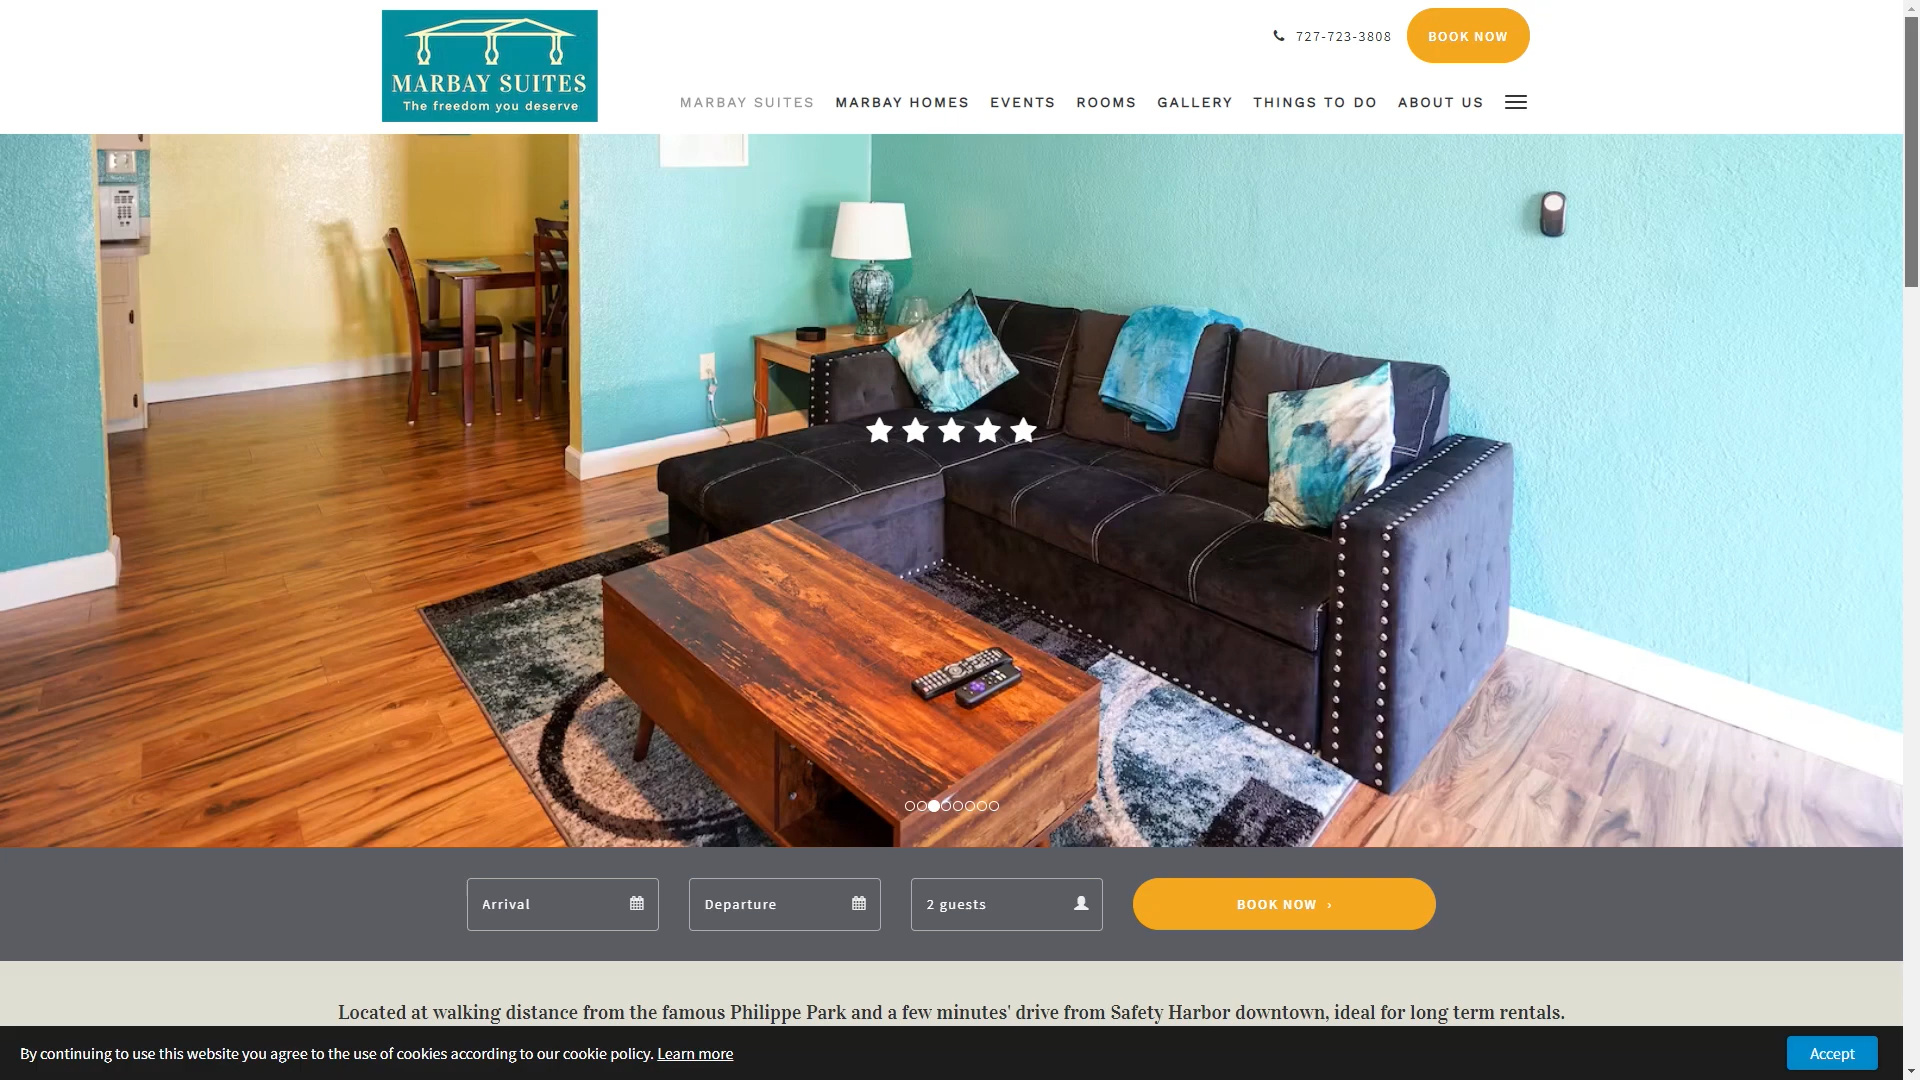 MARBAY SUITES
The freedom you deserve
727-723-3808
BOOK NOW
MARBAY SUITES MARBAY HOMES EVENTS ROOMS GALLERY THINGS TO DO ABOUT US
Arrival
Departure
2 guests
BOOK NOW ›
Located at walking distance from the famous Philippe Park and a few minutes' drive from Safety Harbor downtown, ideal for long term rentals.
By continuing to use this website you agree to the use of cookies according to our cookie policy. Learn more
Accept